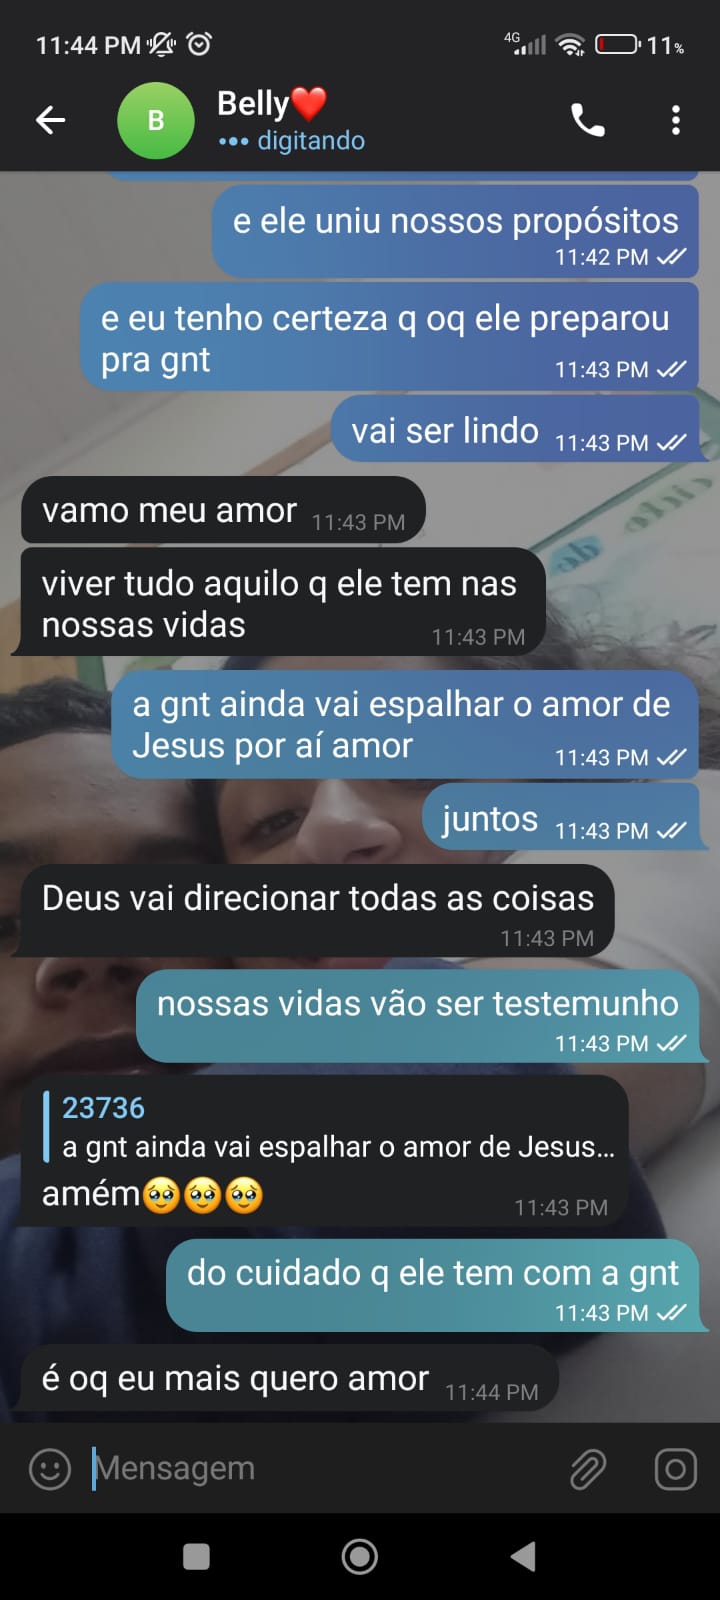 11:44 PM
4G
11%
B
Belly❤️
••• digitando
e ele uniu nossos propósitos
11:42 PM
e eu tenho certeza q oq ele preparou
pra gnt
11:43 PM
vai ser lindo 11:43 PM
vamo meu amor 11:43 PM
viver tudo aquilo q ele tem nas
nossas vidas
11:43 PM
a gnt ainda vai espalhar o amor de
Jesus por aí amor
11:43 PM
juntos 11:43 PM
Deus vai direcionar todas as coisas
11:43 PM
nossas vidas vão ser testemunho
11:43 PM
23736
a gnt ainda vai espalhar o amor de Jesus...
amém🥹🥹🥹
11:43 PM
do cuidado q ele tem com a gnt
11:43 PM
é oq eu mais quero amor 11:44 PM
Mensagem